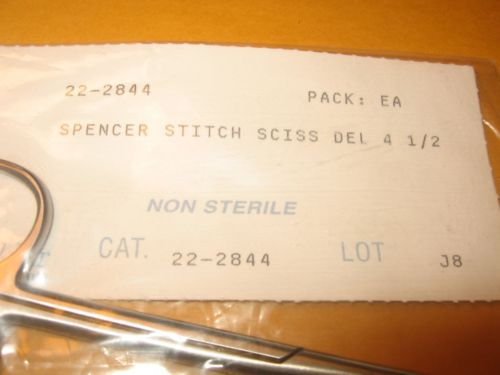 22-2844 PACK: EA
SPENCER STITCH SCISS DEL 4 1/2
NON STERILE
CAT. 22-2844 LOT J8